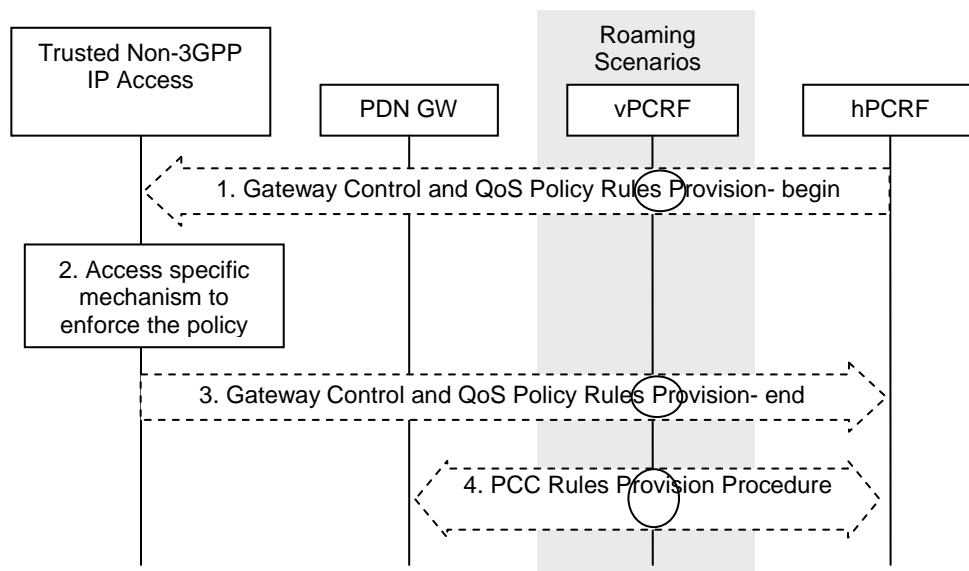 Roaming
Scenarios
Trusted Non-3GPP
IP Access
PDN GW
vPCRF
hPCRF
1. Gateway Control and QoS Policy Rules Provision- begin
2. Access specific
mechanism to
enforce the policy
3. Gateway Control and QoS Policy Rules Provision- end
4. PCC Rules Provision Procedure